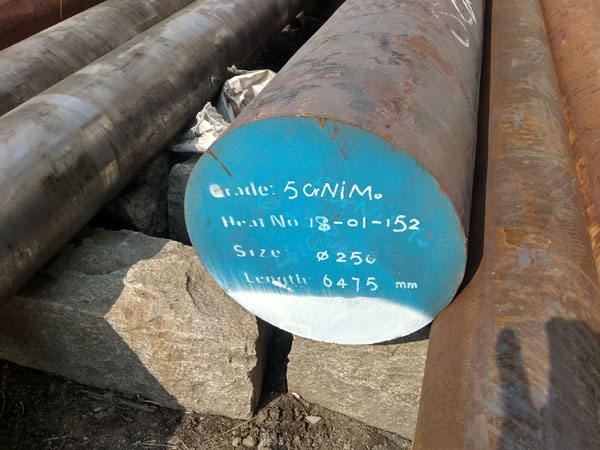 Grade: 5CrNiMo
Heat No 18-01-152
Size ø250
Length 6475 mm